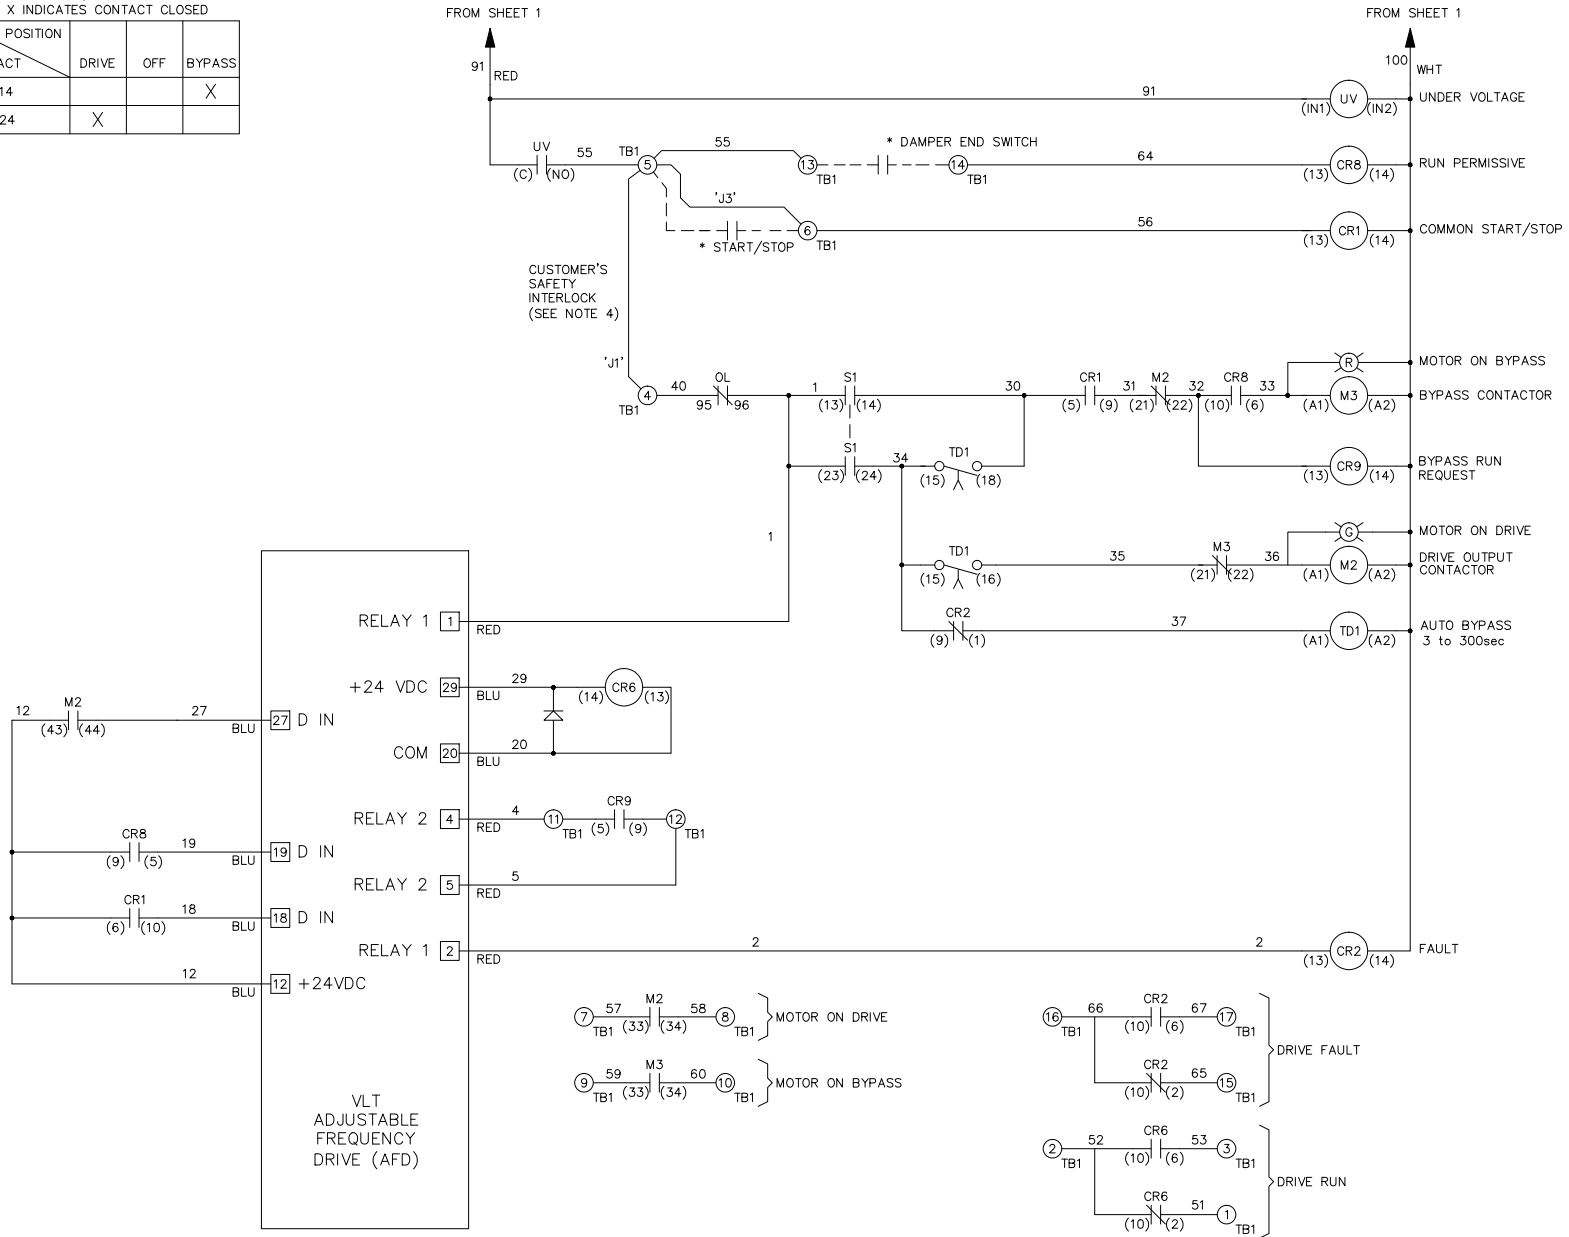 X INDICATES CONTACT CLOSED
POSITION
ACT DRIVE OFF BYPASS
14 X
24 X
FROM SHEET 1
FROM SHEET 1
91 RED
100 WHT
91
(IN1) UV (IN2) UNDER VOLTAGE
UV
(C) (NO)
55
TB1
5
55
13
TB1
* DAMPER END SWITCH
14
TB1
64
(13) CR8 (14) RUN PERMISSIVE
'J3'
* START/STOP
6
TB1
56
(13) CR1 (14) COMMON START/STOP
CUSTOMER'S
SAFETY
INTERLOCK
(SEE NOTE 4)
'J1'
4
TB1
40
OL
95 96
1
S1
(13) (14)
30
CR1
(5) (9)
31
M2
(21) (22)
32
CR8
(10) (6)
33
R MOTOR ON BYPASS
(A1) M3 (A2) BYPASS CONTACTOR
S1
(23) (24)
34
TD1
(15) (18)
(13) CR9 (14) BYPASS RUN
REQUEST
1
TD1
(15) (16)
35
M3
(21) (22)
36
G MOTOR ON DRIVE
(A1) M2 (A2) DRIVE OUTPUT
CONTACTOR
CR2
(9) (1)
37
(A1) TD1 (A2) AUTO BYPASS
3 to 300sec
RELAY 1 1 RED
+24 VDC 29 BLU
29
(14) CR6 (13)
COM 20 BLU
20
12
M2
(43) (44)
27
BLU
27 D IN
RELAY 2 4 RED
4
11
TB1
CR9
(5) (9)
12
TB1
CR8
(9) (5)
19
BLU
19 D IN
RELAY 2 5 RED
5
CR1
(6) (10)
18
BLU
18 D IN
RELAY 1 2 RED
2
2
(13) CR2 (14) FAULT
12
BLU
12 +24VDC
VLT
ADJUSTABLE
FREQUENCY
DRIVE (AFD)
7
TB1
57
M2
(33) (34)
58
8
TB1
MOTOR ON DRIVE
9
TB1
59
M3
(33) (34)
60
10
TB1
MOTOR ON BYPASS
16
TB1
66
CR2
(10) (6)
67
17
TB1
CR2
(10) (2)
65
15
TB1
DRIVE FAULT
2
TB1
52
CR6
(10) (6)
53
3
TB1
CR6
(10) (2)
51
1
TB1
DRIVE RUN